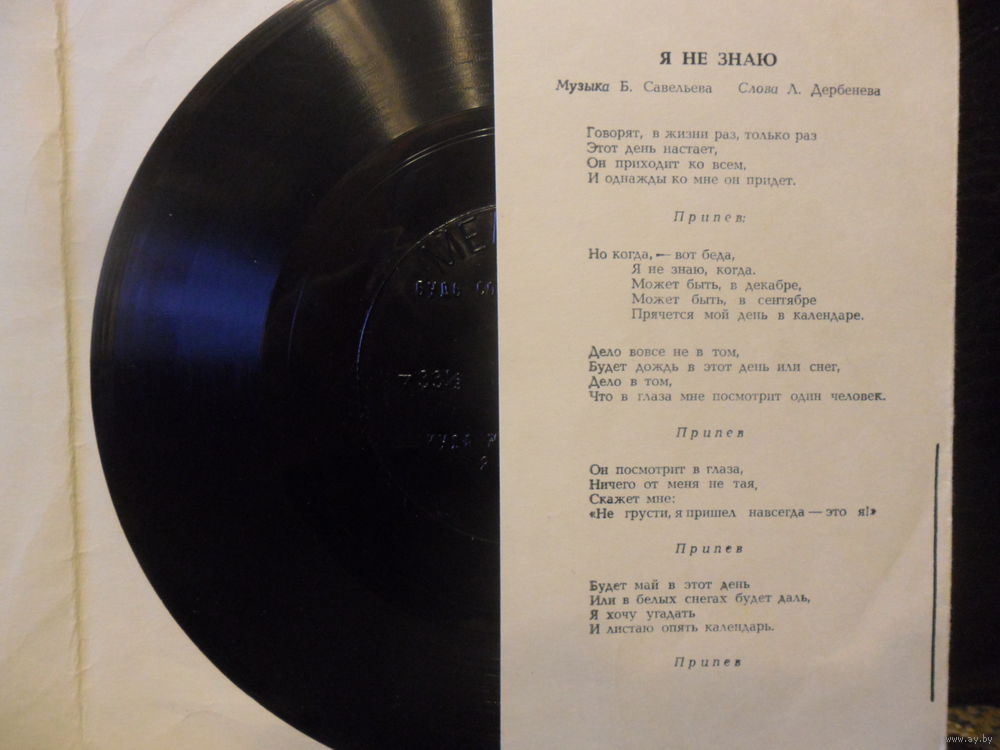 Я НЕ ЗНАЮ
Музыка Б. Савельева Слова Л. Дербенева
Говорят, в жизни раз, только раз
Этот день настает,
Он приходит ко всем,
И однажды ко мне он придет.
Припев:
Но когда, — вот беда,
Я не знаю, когда.
Может быть, в декабре,
Может быть, в сентябре
Прячется мой день в календаре.
Дело вовсе не в том,
Будет дождь в этот день или снег,
Дело в том,
Что в глаза мне посмотрит один человек.
Припев
Он посмотрит в глаза,
Ничего от меня не тая,
Скажет мне:
«Не грусти, я пришел навсегда — это я!»
Припев
Будет май в этот день
Или в белых снегах будет даль,
Я хочу угадать
И листаю опять календарь.
Припев
МЕЛ
33⅓
www.ay.by